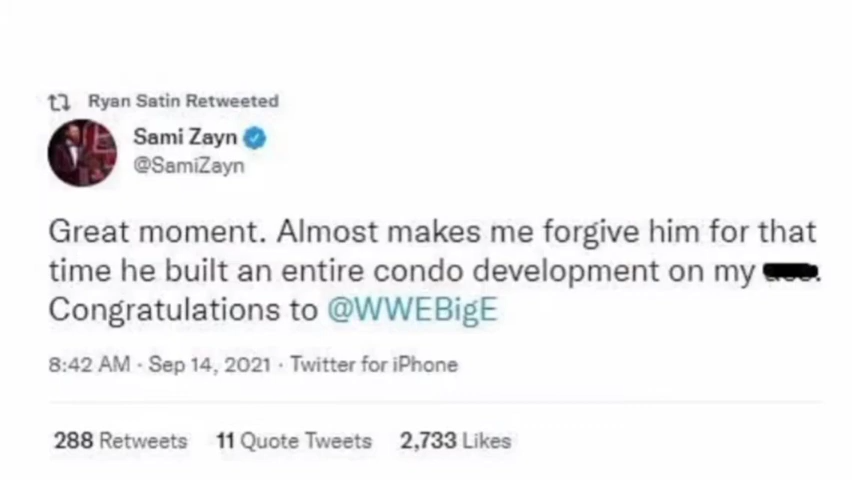 Ryan Satin Retweeted
Sami Zayn
@SamiZayn
Great moment. Almost makes me forgive him for that
time he built an entire condo development on my
Congratulations to @WWEBigE
8:42 AM · Sep 14, 2021 · Twitter for iPhone
288 Retweets 11 Quote Tweets 2,733 Likes